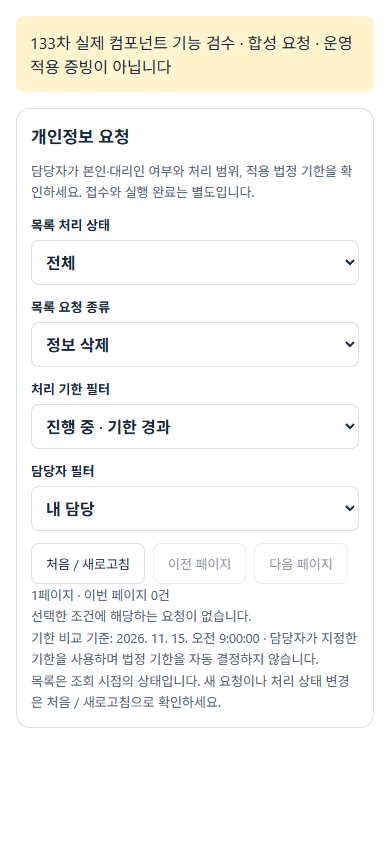 133차 실제 컴포넌트 기능 검수 · 합성 요청 · 운영
적용 증빙이 아닙니다
개인정보 요청
담당자가 본인·대리인 여부와 처리 범위, 적용 법정 기한을 확
인하세요. 접수와 실행 완료는 별도입니다.
목록 처리 상태
전체
목록 요청 종류
정보 삭제
처리 기한 필터
진행 중 · 기한 경과
담당자 필터
내 담당
처음 / 새로고침
이전 페이지
다음 페이지
1페이지 · 이번 페이지 0건
선택한 조건에 해당하는 요청이 없습니다.
기한 비교 기준: 2026. 11. 15. 오전 9:00:00 · 담당자가 지정한
기한을 사용하며 법정 기한을 자동 결정하지 않습니다.
목록은 조회 시점의 상태입니다. 새 요청이나 처리 상태 변경
은 처음 / 새로고침으로 확인하세요.